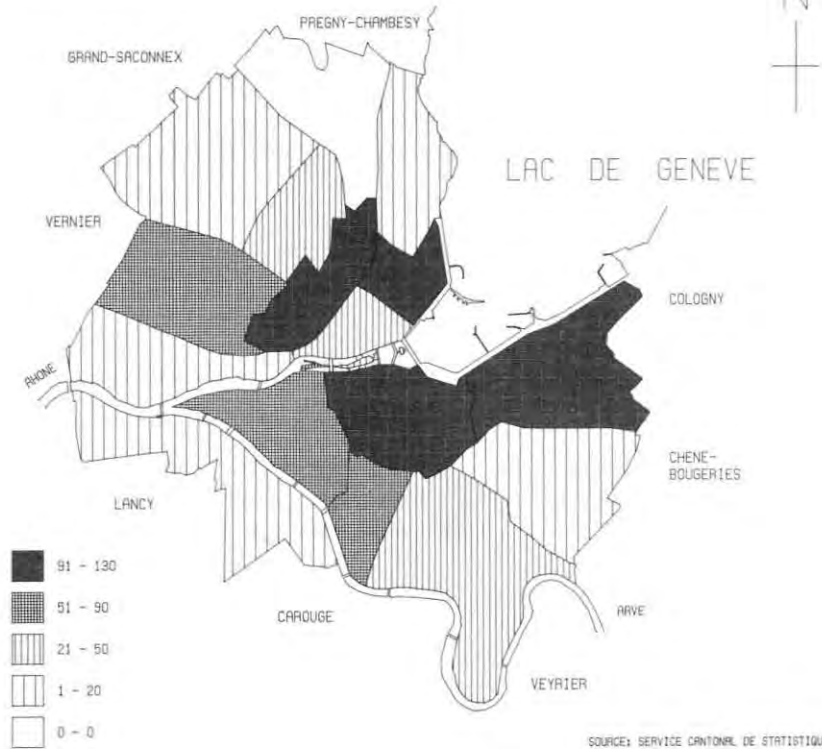 N
PREGNY-CHAMBESY
GRAND-SACONNEX
LAC DE GENEVE
VERNIER
COLOGNY
RHONE
CHENE-
BOUGERIES
LANCY
91 - 130
51 - 90
CAROUGE
ARVE
21 - 50
VEYRIER
1 - 20
0 - 0
SOURCE: SERVICE CANTONAL DE STATISTIQU